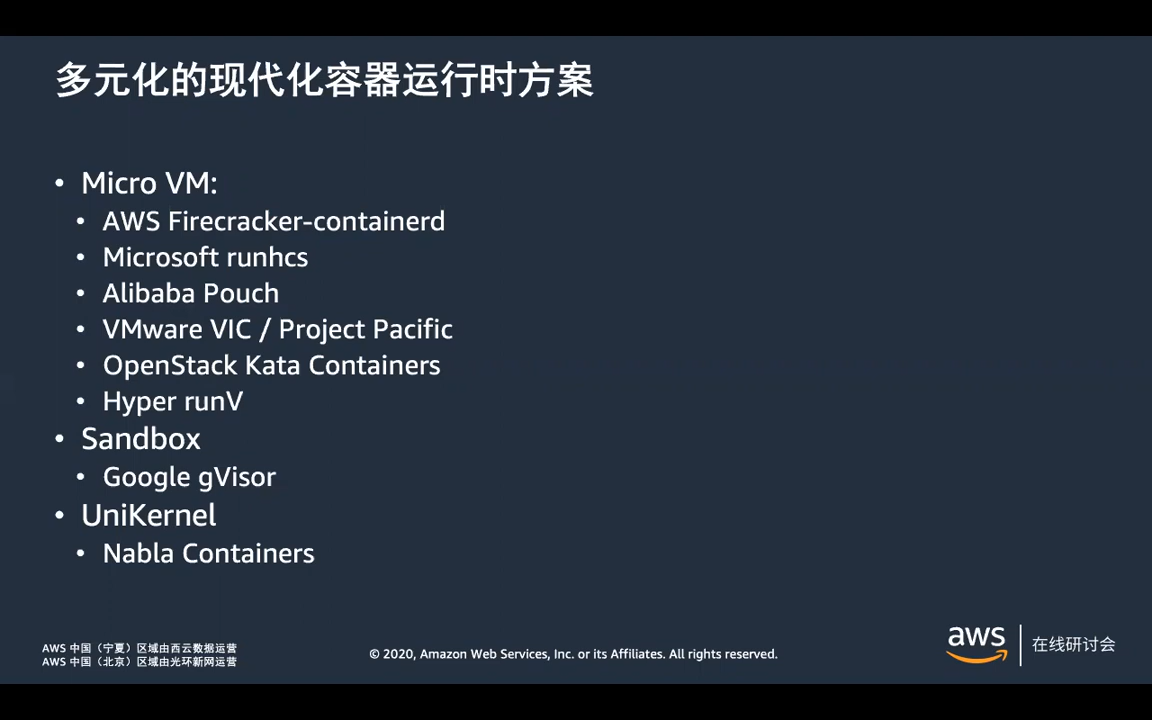 多元化的现代化容器运行时方案
• Micro VM:
• AWS Firecracker-containerd
• Microsoft runhcs
• Alibaba Pouch
• VMware VIC / Project Pacific
• OpenStack Kata Containers
• Hyper runV
• Sandbox
• Google gVisor
• UniKernel
• Nabla Containers
AWS 中国（宁夏）区域由西云数据运营
AWS 中国（北京）区域由光环新网运营
© 2020, Amazon Web Services, Inc. or its Affiliates. All rights reserved.
aws 在线研讨会